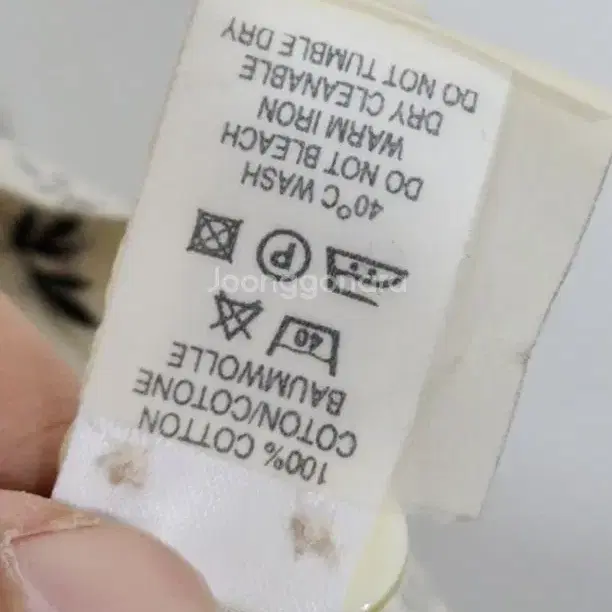 100% COTTON
COTON/COTONE
BAUMWOLLE
40
P
40°C WASH
DO NOT BLEACH
WARM IRON
DRY CLEANABLE
DO NOT TUMBLE DRY
Joonggonara